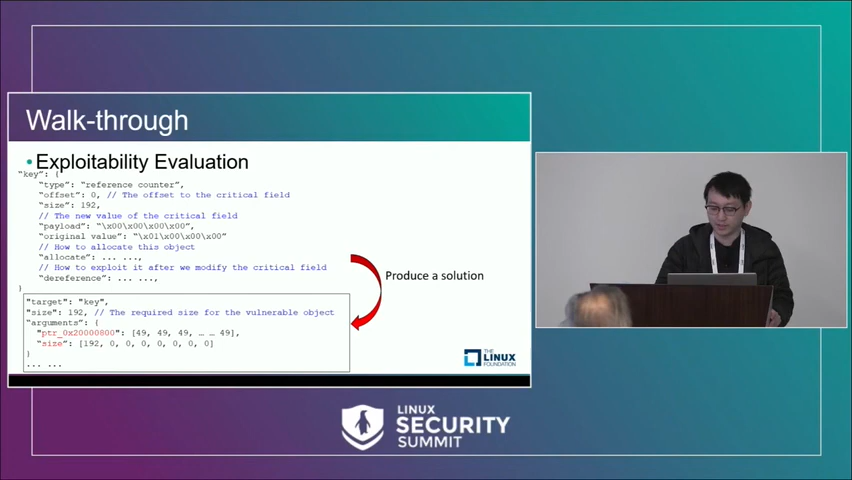 Walk-through
•Exploitability Evaluation
"key": {
"type": "reference counter",
"offset": 0, // The offset to the critical field
"size": 192,
// The new value of the critical field
"payload": "\x00\x00\x00\x00",
"original value": "\x01\x00\x00\x00"
// How to allocate this object
"allocate": ... ...,
// How to exploit it after we modify the critical field
"dereference": ... ...,
}
Produce a solution
"target": "key",
"size": 192, // The required size for the vulnerable object
"arguments": {
"ptr_0x20000800": [49, 49, 49, … … 49],
"size": [192, 0, 0, 0, 0, 0, 0, 0]
}
... ...
THE
LINUX
FOUNDATION
LINUX
SECURITY
SUMMIT